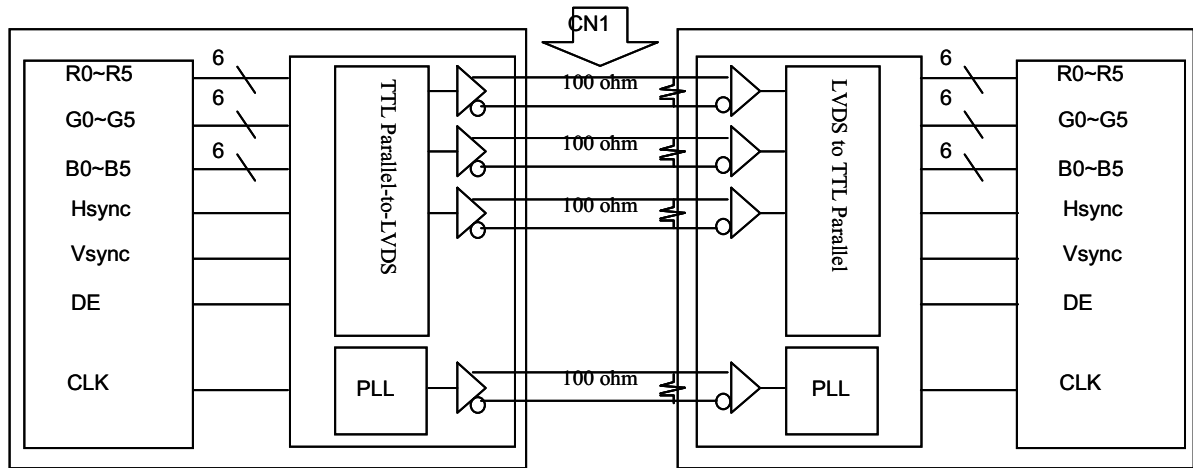 CN1
6
R0~R5
6
G0~G5
6
B0~B5
Hsync
Vsync
DE
CLK
TTL Parallel-to-LVDS
PLL
100 ohm
100 ohm
100 ohm
100 ohm
LVDS to TTL Parallel
PLL
6
R0~R5
6
G0~G5
6
B0~B5
Hsync
Vsync
DE
CLK